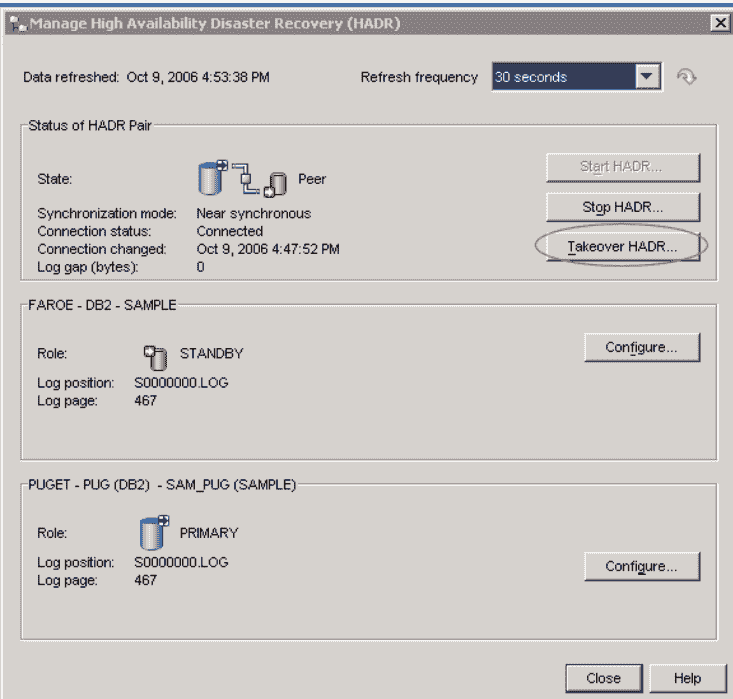 Manage High Availability Disaster Recovery (HADR)
Data refreshed: Oct 9, 2006 4:53:38 PM
Refresh frequency 30 seconds
Status of HADR Pair
State: Peer
Start HADR...
Synchronization mode: Near synchronous
Stop HADR...
Connection status: Connected
Connection changed: Oct 9, 2006 4:47:52 PM
Takeover HADR...
Log gap (bytes): 0
FAROE - DB2 - SAMPLE
Role: STANDBY
Configure...
Log position: S0000000.LOG
Log page: 467
PUGET - PUG (DB2) - SAM_PUG (SAMPLE)
Role: PRIMARY
Log position: S0000000.LOG
Configure...
Log page: 467
Close
Help